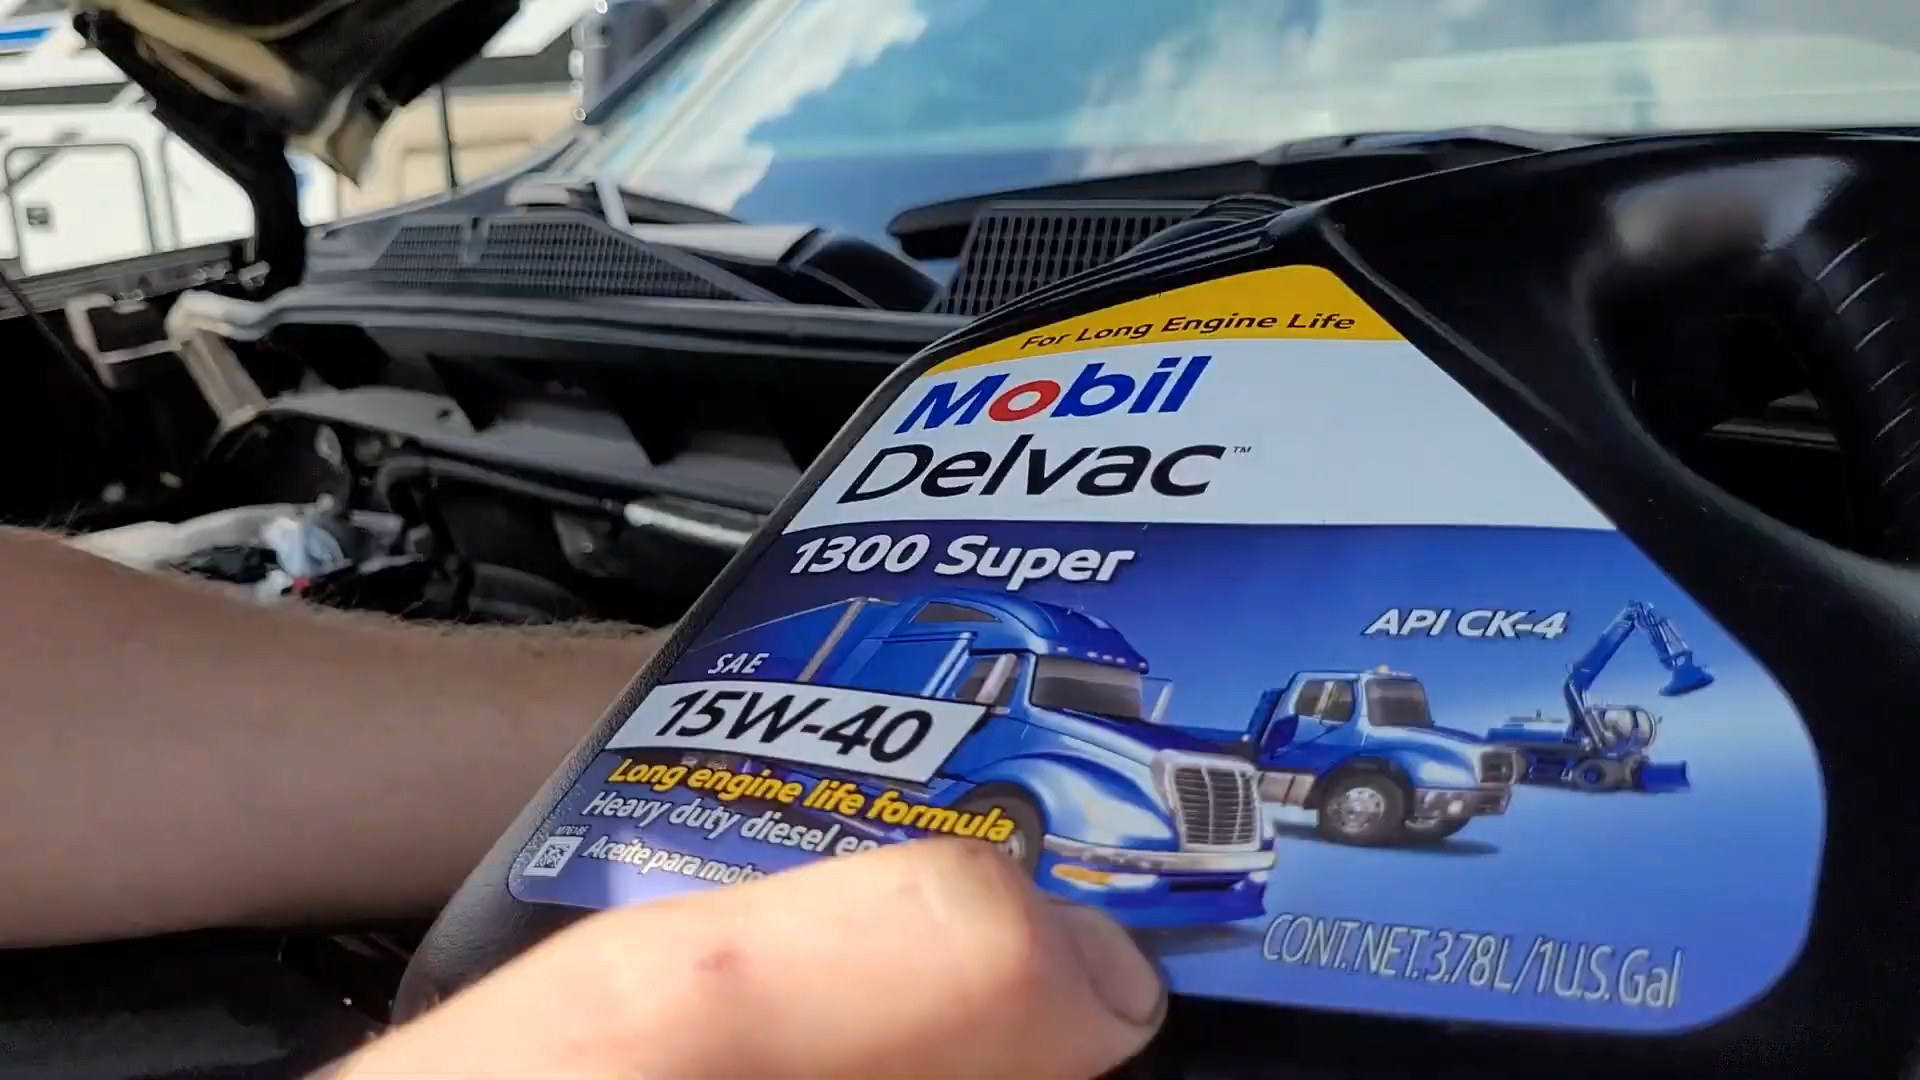 For Long Engine Life
Mobil
Delvac™
1300 Super
API CK-4
SAE
15W-40
Long engine life formula
Heavy duty diesel
Aceite para
CONT.NET.3.78L/1U.S.Gal